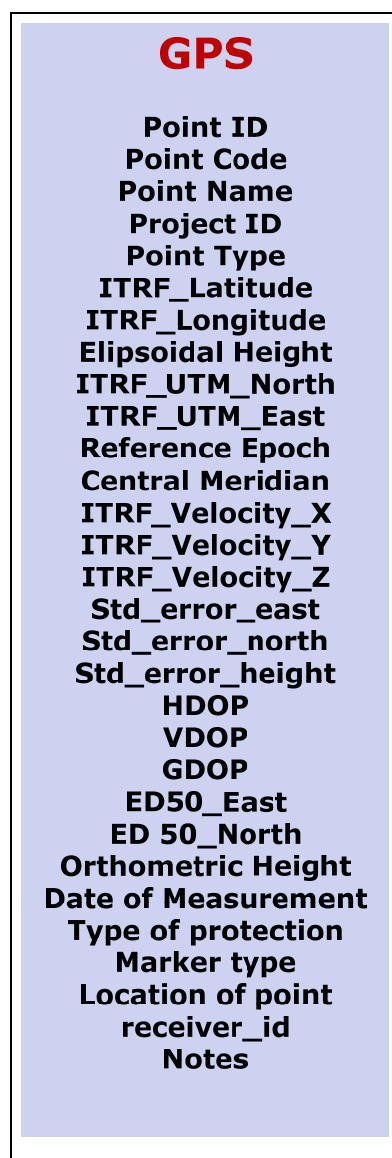 GPS
Point ID
Point Code
Point Name
Project ID
Point Type
ITRF_Latitude
ITRF_Longitude
Elipsoidal Height
ITRF_UTM_North
ITRF_UTM_East
Reference Epoch
Central Meridian
ITRF_Velocity_X
ITRF_Velocity_Y
ITRF_Velocity_Z
Std_error_east
Std_error_north
Std_error_height
HDOP
VDOP
GDOP
ED50_East
ED 50_North
Orthometric Height
Date of Measurement
Type of protection
Marker type
Location of point
receiver_id
Notes